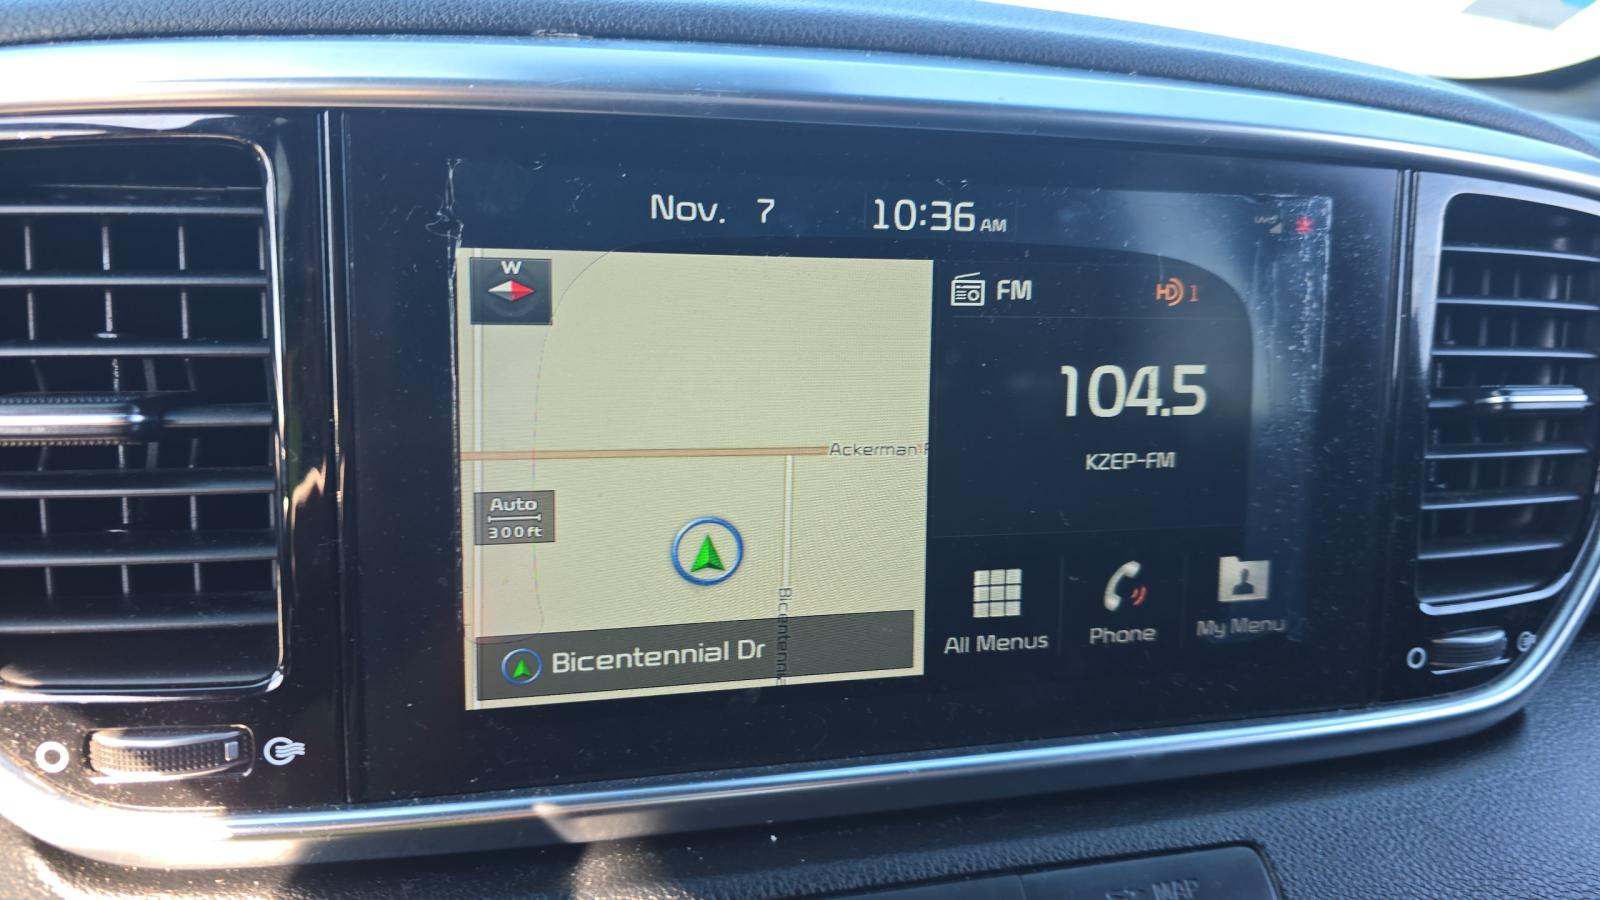 Nov. 7 10:36 AM
W
FM HD 1
104.5
KZEP-FM
Ackerman
Auto
300ft
Bicentennial Dr
All Menus Phone My Menu
MAP